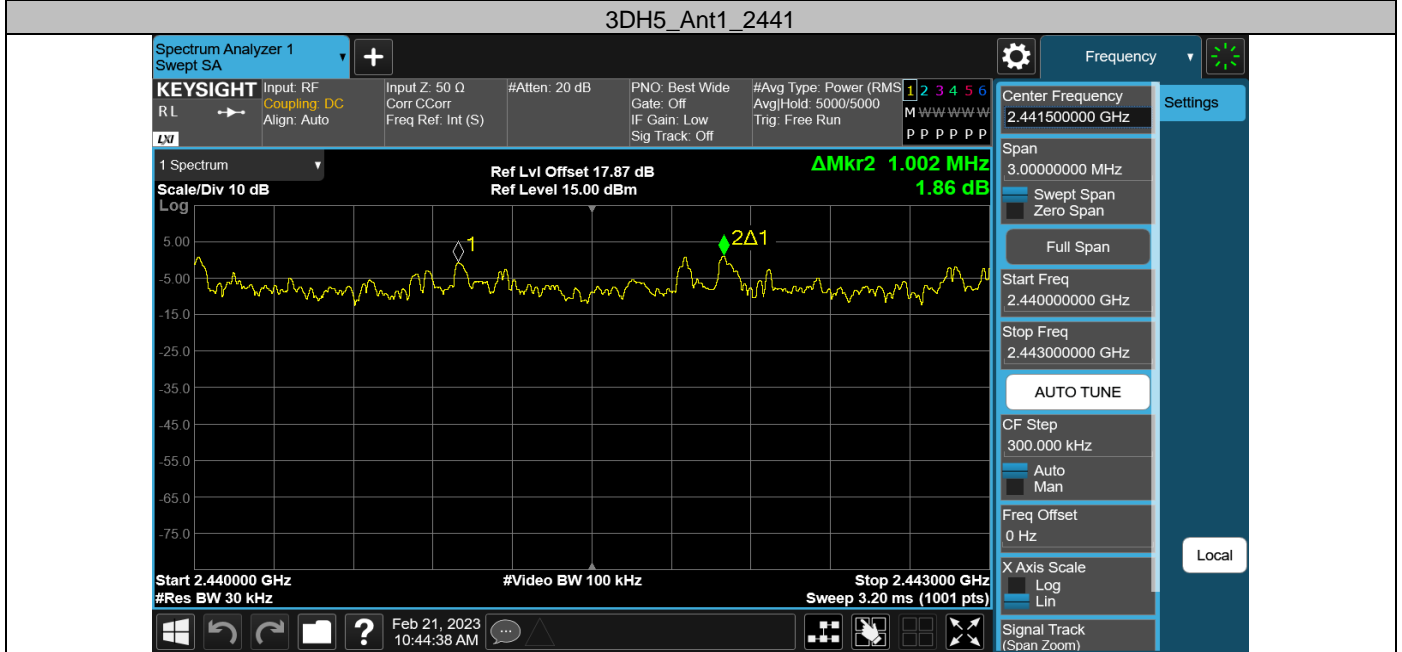 3DH5_Ant1_2441
Spectrum Analyzer 1
Swept SA
+
Frequency
KEYSIGHT
RL
LXI
Input: RF
Coupling: DC
Align: Auto
Input Z: 50 Ω
Corr CCorr
Freq Ref: Int (S)
#Atten: 20 dB
PNO: Best Wide
Gate: Off
IF Gain: Low
Sig Track: Off
#Avg Type: Power (RMS
Avg|Hold: 5000/5000
Trig: Free Run
1 2 3 4 5 6
M W W W W W
P P P P P P
1 Spectrum
Scale/Div 10 dB
Log
Ref Lvl Offset 17.87 dB
Ref Level 15.00 dBm
ΔMkr2 1.002 MHz
1.86 dB
1
2Δ1
5.00
-5.00
-15.0
-25.0
-35.0
-45.0
-55.0
-65.0
-75.0
Start 2.440000 GHz
#Res BW 30 kHz
#Video BW 100 kHz
Stop 2.443000 GHz
Sweep 3.20 ms (1001 pts)
Center Frequency
2.441500000 GHz
Settings
Span
3.00000000 MHz
Swept Span
Zero Span
Full Span
Start Freq
2.440000000 GHz
Stop Freq
2.443000000 GHz
AUTO TUNE
CF Step
300.000 kHz
Auto
Man
Freq Offset
0 Hz
X Axis Scale
Log
Lin
Local
Signal Track
(Span Zoom)
?
Feb 21, 2023
10:44:38 AM